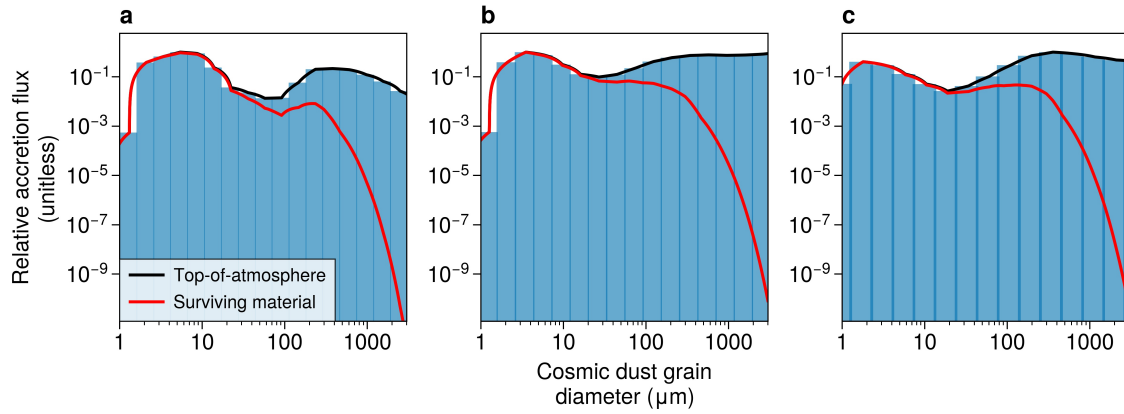 a
b
c
Relative accretion flux
(unitless)
10⁻¹
10⁻³
10⁻⁵
10⁻⁷
10⁻⁹
10⁻¹
10⁻³
10⁻⁵
10⁻⁷
10⁻⁹
10⁻¹
10⁻³
10⁻⁵
10⁻⁷
10⁻⁹
Top-of-atmosphere
Surviving material
1 10 100 1000
1 10 100 1000
1 10 100 1000
Cosmic dust grain
diameter (µm)